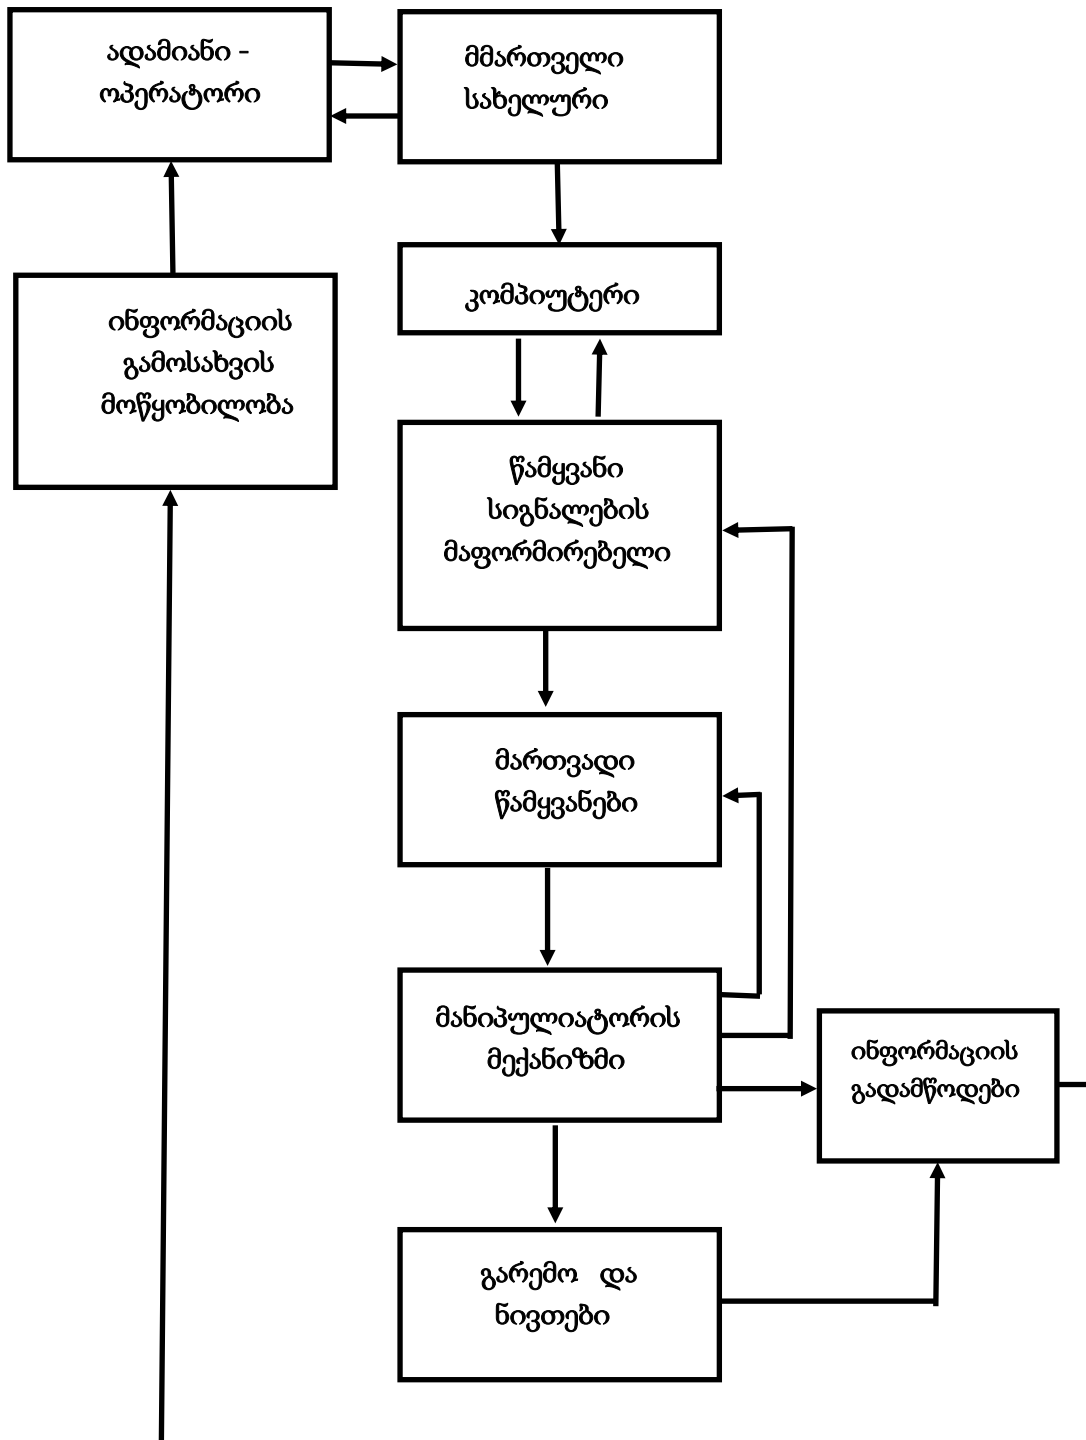 ადამიანი -
ოპერატორი
მმართველი
სახელური
კომპიუტერი
ინფორმაციის
გამოსახვის
მოწყობილობა
წამყვანი
სიგნალების
მაფორმირებელი
მართვადი
წამყვანები
მანიპულიატორის
მექანიზმი
ინფორმაციის
გადამწოდები
გარემო და
ნივთები